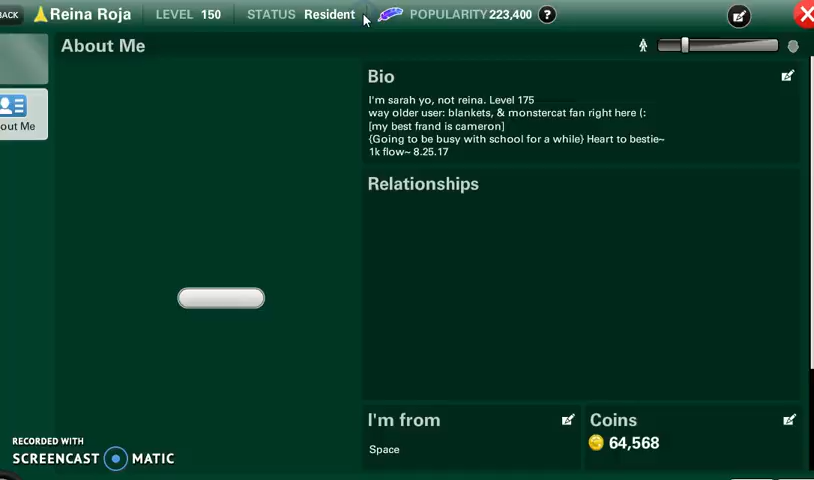 BACK
Reina Roja
LEVEL 150
STATUS Resident
POPULARITY 223,400
?
About Me
Bio
I'm sarah yo, not reina. Level 175
way older user: blankets, & monstercat fan right here (:
[my best frand is cameron]
{Going to be busy with school for a while} Heart to bestie~
1k flow~ 8.25.17
out Me
Relationships
I'm from
Space
Coins
64,568
RECORDED WITH
SCREENCAST MATIC